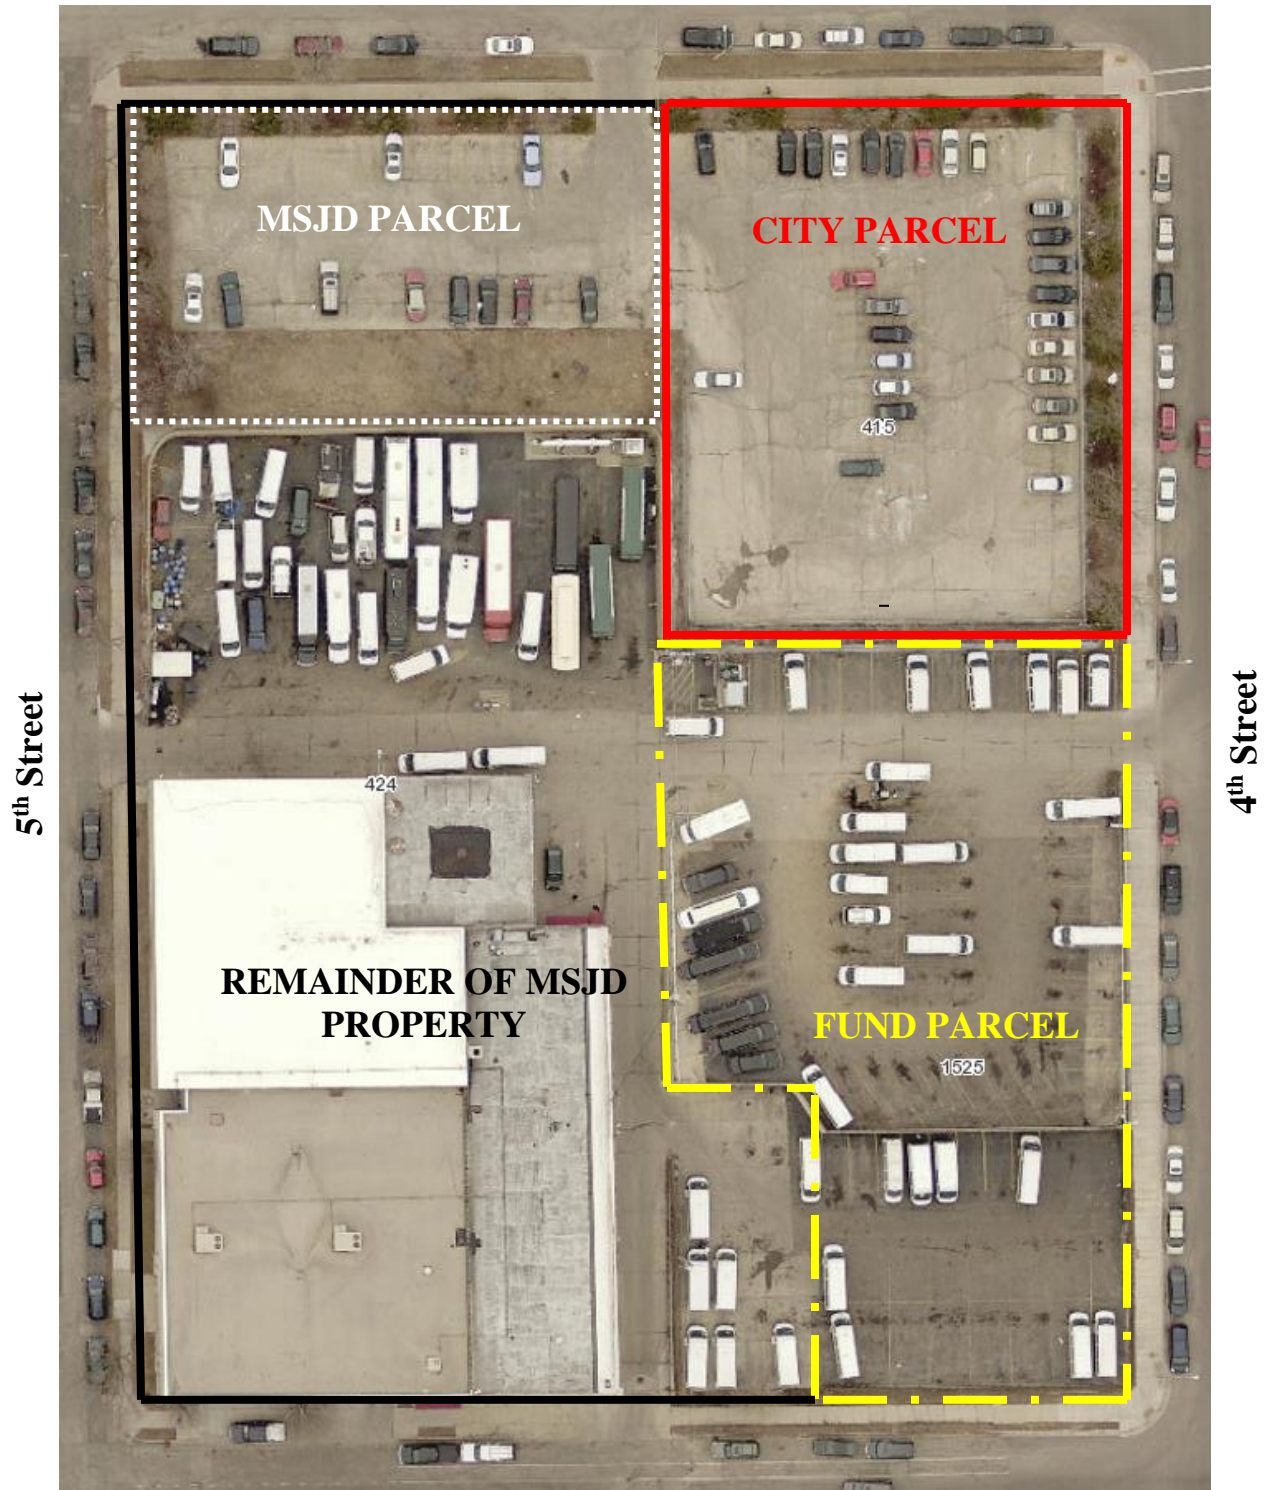 MSJD PARCEL
CITY PARCEL
415
5th Street
4th Street
424
REMAINDER OF MSJD
PROPERTY
FUND PARCEL
1525